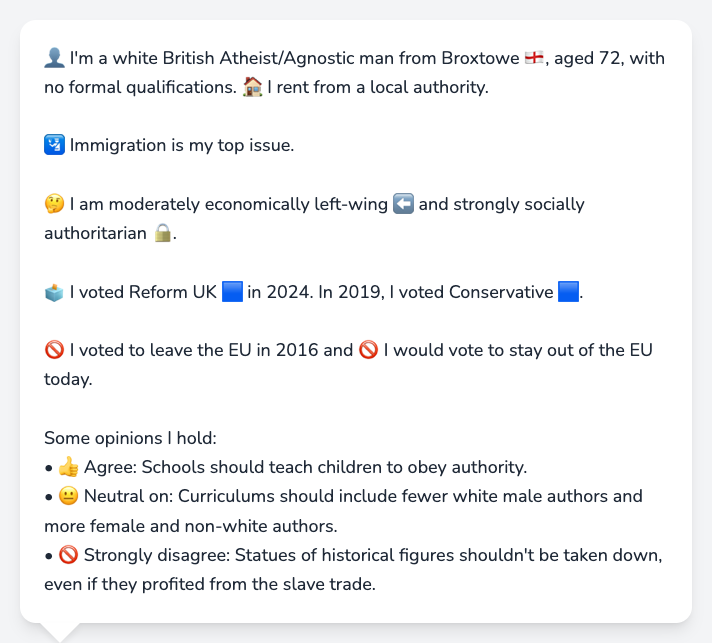 👤 I'm a white British Atheist/Agnostic man from Broxtowe 🏴󠁧󠁢󠁥󠁮󠁧󠁿, aged 72, with
no formal qualifications. 🏠 I rent from a local authority.
🛂 Immigration is my top issue.
🤔 I am moderately economically left-wing ⬅️ and strongly socially
authoritarian 🔒.
🗳️ I voted Reform UK 🟦 in 2024. In 2019, I voted Conservative 🟦.
🚫 I voted to leave the EU in 2016 and 🚫 I would vote to stay out of the EU
today.
Some opinions I hold:
• 👍 Agree: Schools should teach children to obey authority.
• 😐 Neutral on: Curriculums should include fewer white male authors and
more female and non-white authors.
• 🚫 Strongly disagree: Statues of historical figures shouldn't be taken down,
even if they profited from the slave trade.